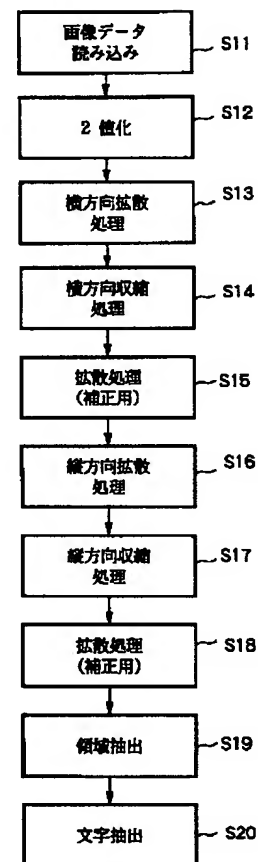 画像データ
読み込み
S11
2 値化
S12
横方向拡散
処理
S13
横方向収縮
処理
S14
拡散処理
(補正用)
S15
縦方向拡散
処理
S16
縦方向収縮
処理
S17
拡散処理
(補正用)
S18
領域抽出
S19
文字抽出
S20